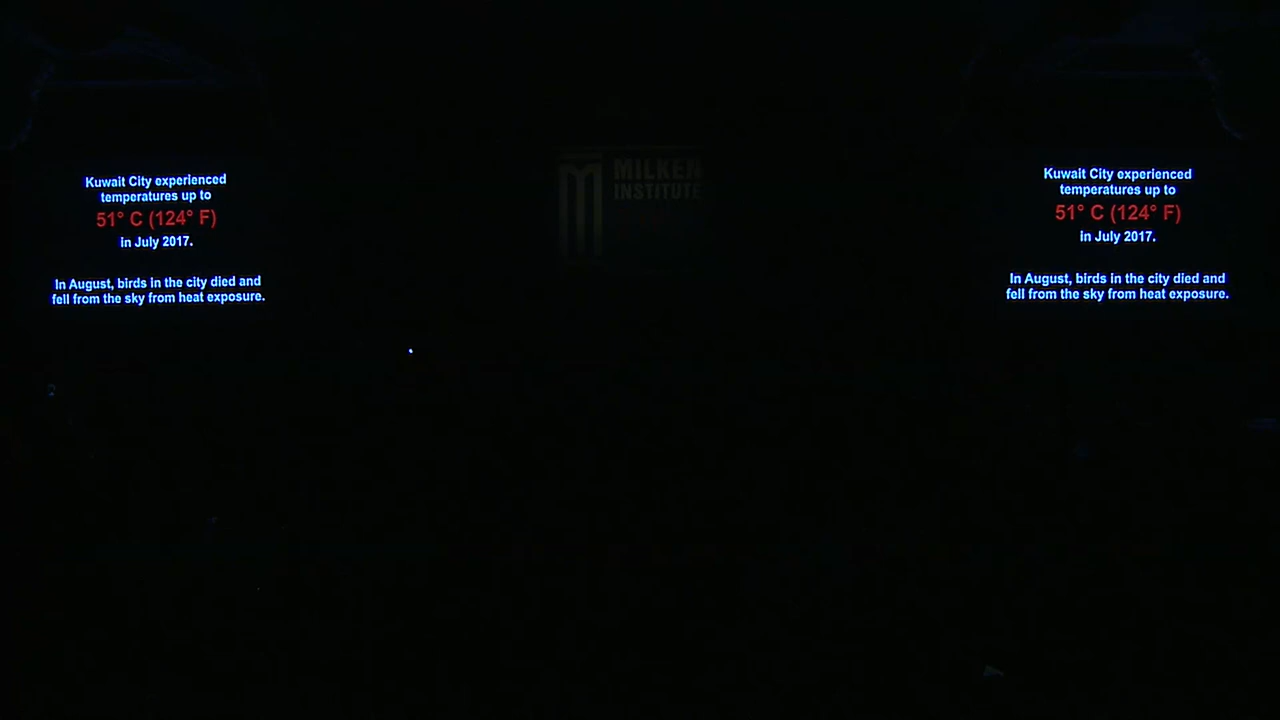 Kuwait City experienced
temperatures up to
51° C (124° F)
in July 2017.
In August, birds in the city died and
fell from the sky from heat exposure.
MILKEN
INSTITUTE
Kuwait City experienced
temperatures up to
51° C (124° F)
in July 2017.
In August, birds in the city died and
fell from the sky from heat exposure.